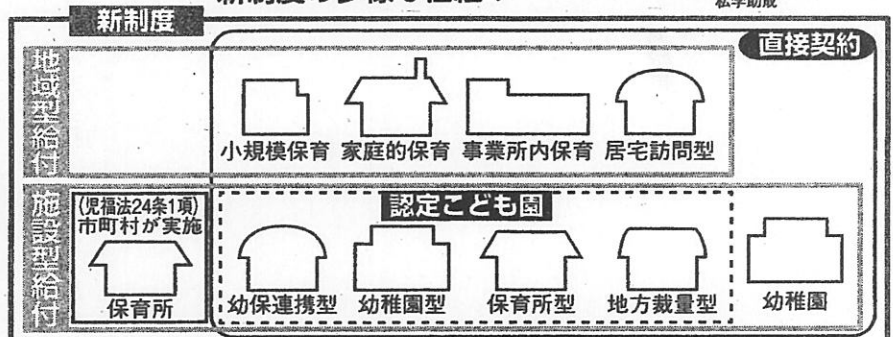 新制度
直接契約
地域型給付
小規模保育 家庭的保育 事業所内保育 居宅訪問型
施設型給付
(児福法24条1項)
市町村が実施
保育所
認定こども園
幼保連携型 幼稚園型 保育所型 地方裁量型
幼稚園